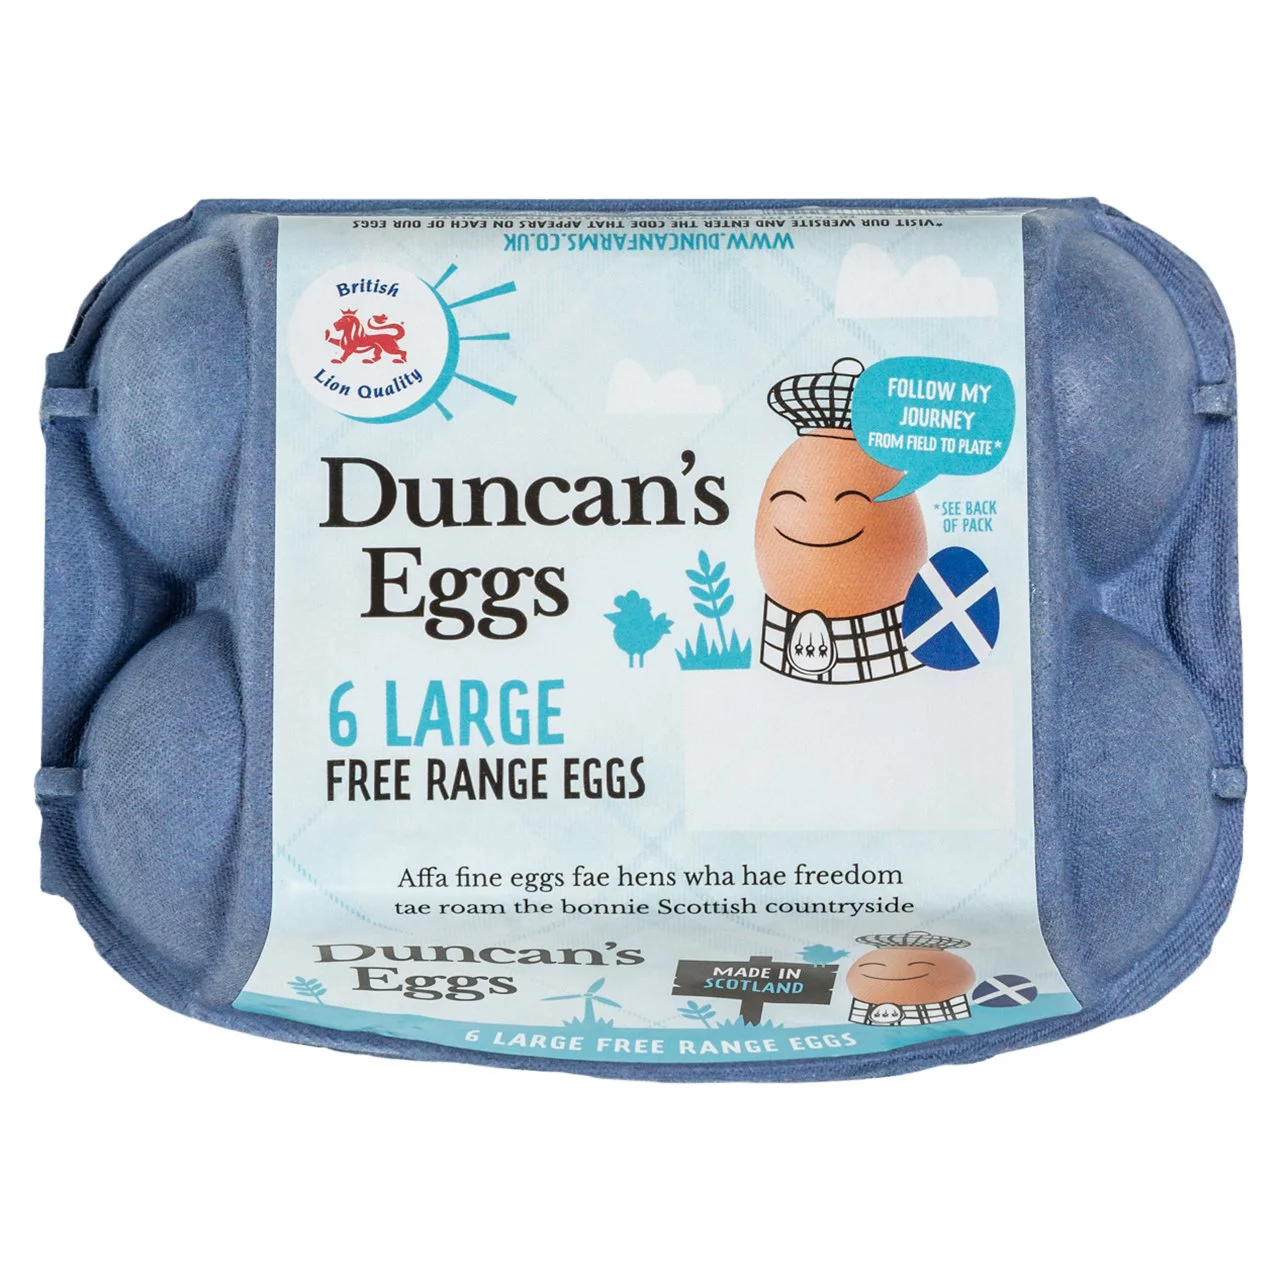 *VISIT OUR WEBSITE AND ENTER THE CODE THAT APPEARS ON EACH OF OUR EGGS
WWW.DUNCANFARMS.CO.UK
British
Lion Quality
FOLLOW MY
JOURNEY
FROM FIELD TO PLATE*
*SEE BACK
OF PACK
Duncan's
Eggs
6 LARGE
FREE RANGE EGGS
Affa fine eggs fae hens wha hae freedom
tae roam the bonnie Scottish countryside
Duncan's
Eggs
MADE IN
SCOTLAND
6 LARGE FREE RANGE EGGS